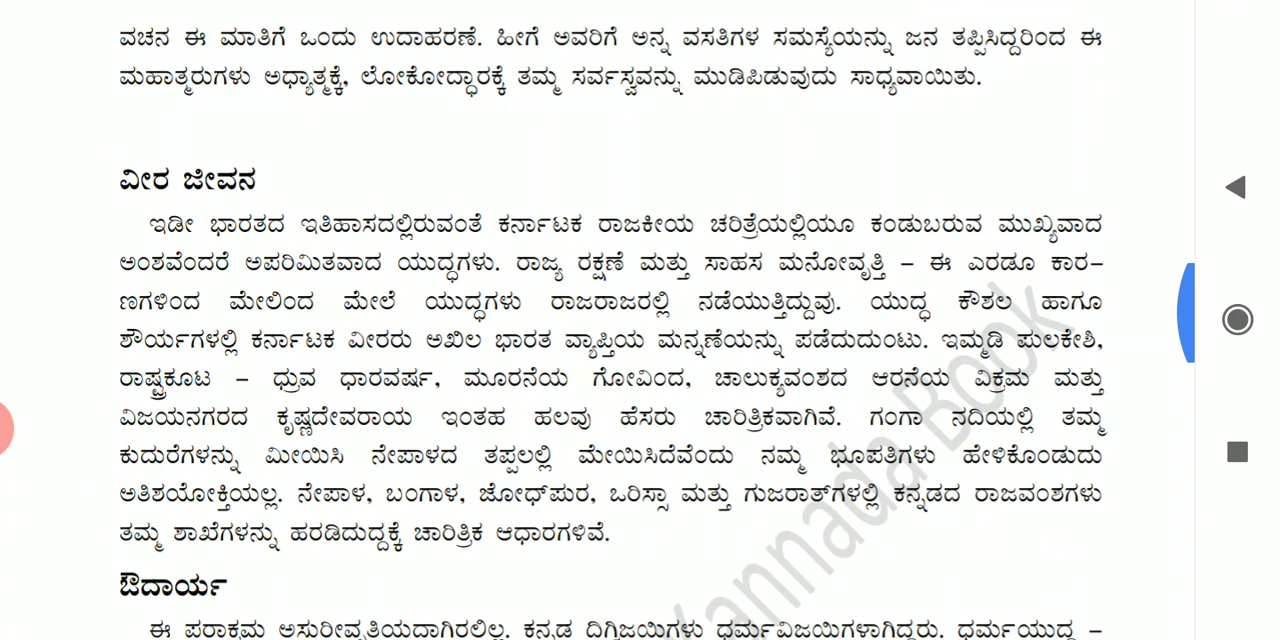 ವಚನ ಈ ಮಾತಿಗೆ ಒಂದು ಉದಾಹರಣೆ. ಹೀಗೆ ಅವರಿಗೆ ಅನ್ನ ವಸತಿಗಳ ಸಮಸ್ಯೆಯನ್ನು ಜನ ತಪ್ಪಿಸಿದ್ದರಿಂದ ಈ
ಮಹಾತ್ಮರುಗಳು ಅಧ್ಯಾತ್ಮಕ್ಕೆ, ಲೋಕೋದ್ಧಾರಕ್ಕೆ ತಮ್ಮ ಸರ್ವಸ್ವವನ್ನು ಮುಡಿಪಿಡುವುದು ಸಾಧ್ಯವಾಯಿತು.
ವೀರ ಜೀವನ
ಇಡೀ ಭಾರತದ ಇತಿಹಾಸದಲ್ಲಿರುವಂತೆ ಕರ್ನಾಟಕ ರಾಜಕೀಯ ಚರಿತ್ರೆಯಲ್ಲಿಯೂ ಕಂಡುಬರುವ ಮುಖ್ಯವಾದ
ಅಂಶವೆಂದರೆ ಅಪರಿಮಿತವಾದ ಯುದ್ಧಗಳು. ರಾಜ್ಯ ರಕ್ಷಣೆ ಮತ್ತು ಸಾಹಸ ಮನೋವೃತ್ತಿ – ಈ ಎರಡೂ ಕಾರ–
ಣಗಳಿಂದ ಮೇಲಿಂದ ಮೇಲೆ ಯುದ್ಧಗಳು ರಾಜರಾಜರಲ್ಲಿ ನಡೆಯುತ್ತಿದ್ದುವು. ಯುದ್ಧ ಕೌಶಲ ಹಾಗೂ
ಶೌರ್ಯಗಳಲ್ಲಿ ಕರ್ನಾಟಕ ವೀರರು ಅಖಿಲ ಭಾರತ ವ್ಯಾಪ್ತಿಯ ಮನ್ನಣೆಯನ್ನು ಪಡೆದುದುಂಟು. ಇಮ್ಮಡಿ ಪುಲಕೇಶಿ,
ರಾಷ್ಟ್ರಕೂಟ – ಧ್ರುವ ಧಾರವರ್ಷ, ಮೂರನೆಯ ಗೋವಿಂದ, ಚಾಲುಕ್ಯವಂಶದ ಆರನೆಯ ವಿಕ್ರಮ ಮತ್ತು
ವಿಜಯನಗರದ ಕೃಷ್ಣದೇವರಾಯ ಇಂತಹ ಹಲವು ಹೆಸರು ಚಾರಿತ್ರಿಕವಾಗಿವೆ. ಗಂಗಾ ನದಿಯಲ್ಲಿ ತಮ್ಮ
ಕುದುರೆಗಳನ್ನು ಮೀಯಿಸಿ ನೇಪಾಳದ ತಪ್ಪಲಲ್ಲಿ ಮೇಯಿಸಿದೆವೆಂದು ನಮ್ಮ ಭೂಪತಿಗಳು ಹೇಳಿಕೊಂಡುದು
ಅತಿಶಯೋಕ್ತಿಯಲ್ಲ. ನೇಪಾಳ, ಬಂಗಾಳ, ಜೋಧ್‌ಪುರ, ಒರಿಸ್ಸಾ ಮತ್ತು ಗುಜರಾತ್‌ಗಳಲ್ಲಿ ಕನ್ನಡದ ರಾಜವಂಶಗಳು
ತಮ್ಮ ಶಾಖೆಗಳನ್ನು ಹರಡಿದುದ್ದಕ್ಕೆ ಚಾರಿತ್ರಿಕ ಆಧಾರಗಳಿವೆ.
ಔದಾರ್ಯ
ಈ ಪರಾಕ್ರಮ ಅಸುರೀವೃತ್ತಿಯದಾಗಿರಲಿಲ್ಲ. ಕನ್ನಡ ದಿಗ್ವಿಜಯಿಗಳು ಧರ್ಮವಿಜಯಿಗಳಾಗಿದ್ದರು. ಧರ್ಮಯುದ್ಧ –
Kannada Book